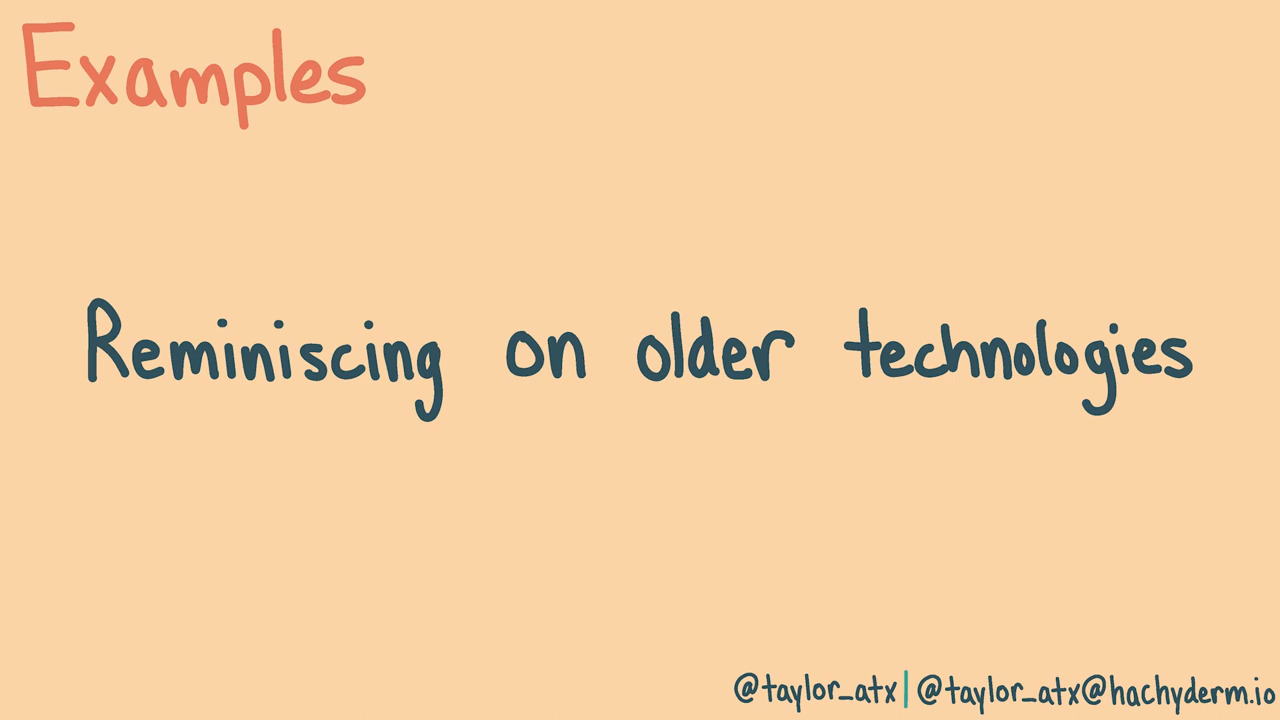 Examples
Reminiscing on older technologies
@taylor_atx | @taylor_atx@hachyderm.io